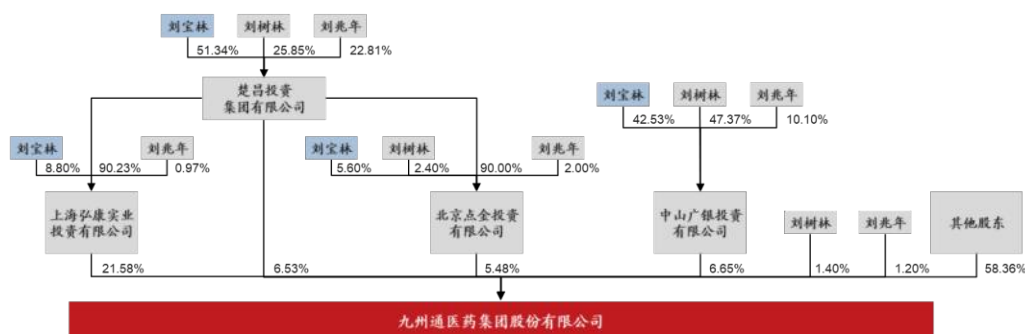 刘宝林 刘树林 刘兆年
51.34% 25.85% 22.81%
楚昌投资
集团有限公司
刘宝林 刘树林 刘兆年
42.53% 47.37% 10.10%
刘宝林 刘兆年 刘宝林 刘树林 刘兆年
8.80% 90.23% 0.97% 5.60% 2.40% 90.00% 2.00%
上海弘康实业
投资有限公司
北京点金投资
有限公司
中山广银投资
有限公司
刘树林 刘兆年 其他股东
21.58% 6.53% 5.48% 6.65% 1.40% 1.20% 58.36%
九州通医药集团股份有限公司